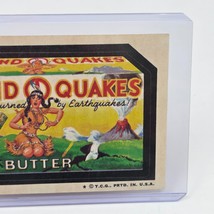 ND O QUAKES
ND O QUAKES
urned by Earthquakes!
BUTTER
© T.C.G. PRTD. IN U.S.A.